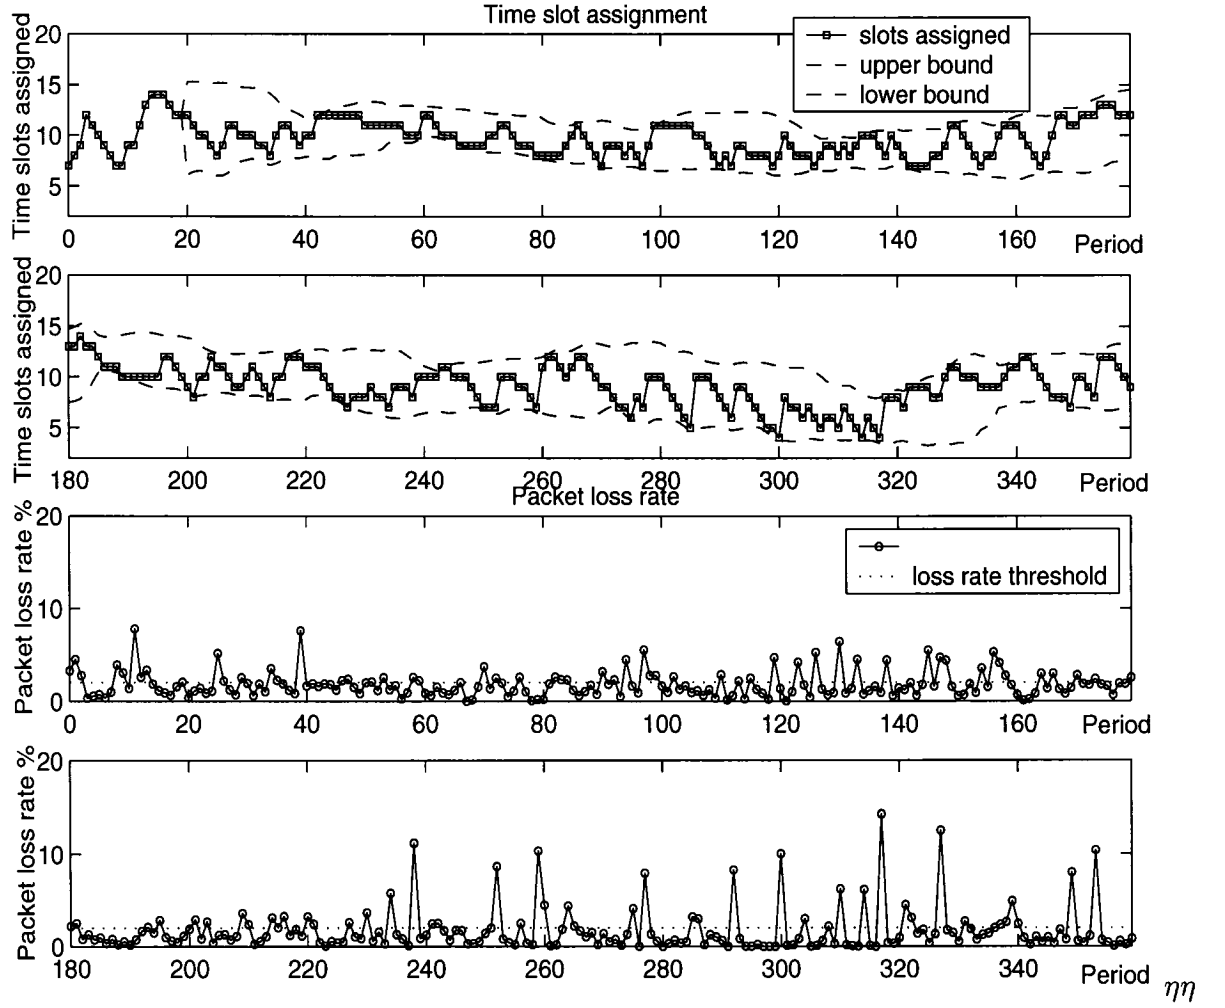 Time slot assignment
Time slots assigned
20
15
10
5
slots assigned
upper bound
lower bound
0 20 40 60 80 100 120 140 160 Period
Time slots assigned
20
15
10
5
180 200 220 240 260 280 300 320 340 Period
Packet loss rate
Packet loss rate %
20
10
0
loss rate threshold
0 20 40 60 80 100 120 140 160 Period
Packet loss rate %
20
10
0
180 200 220 240 260 280 300 320 340 Period
ηη